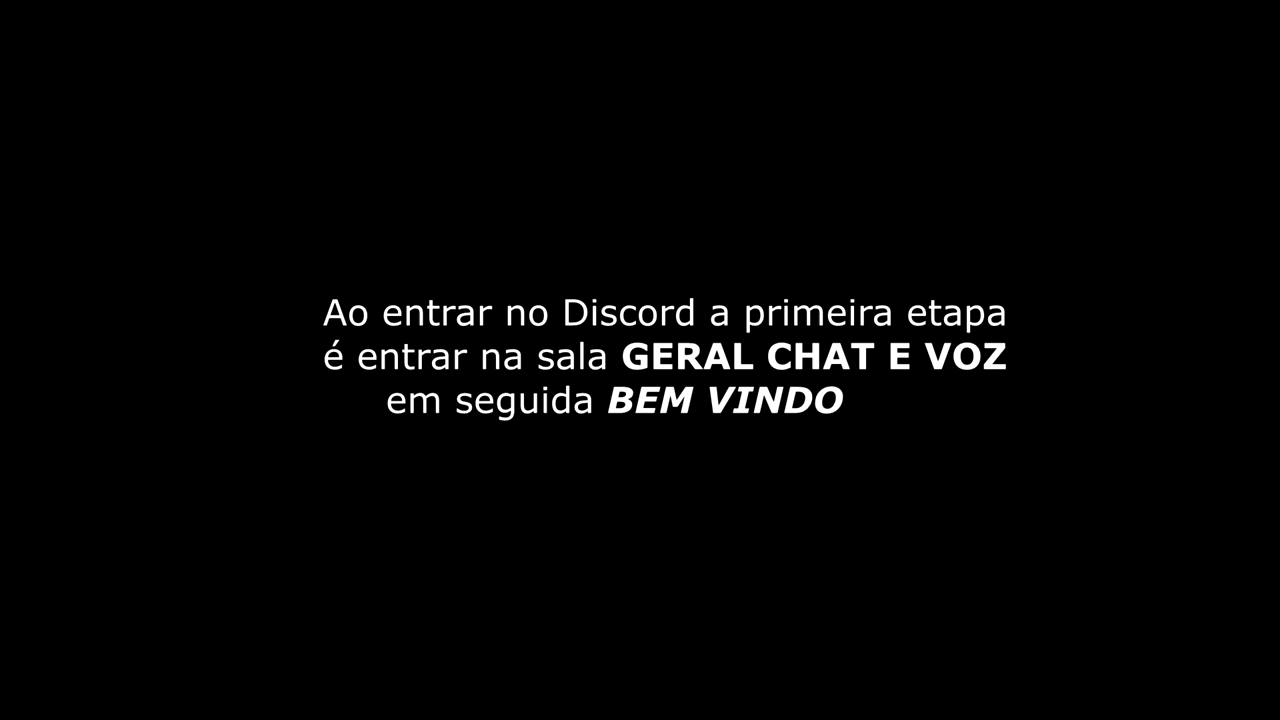 Ao entrar no Discord a primeira etapa
é entrar na sala GERAL CHAT E VOZ
em seguida BEM VINDO